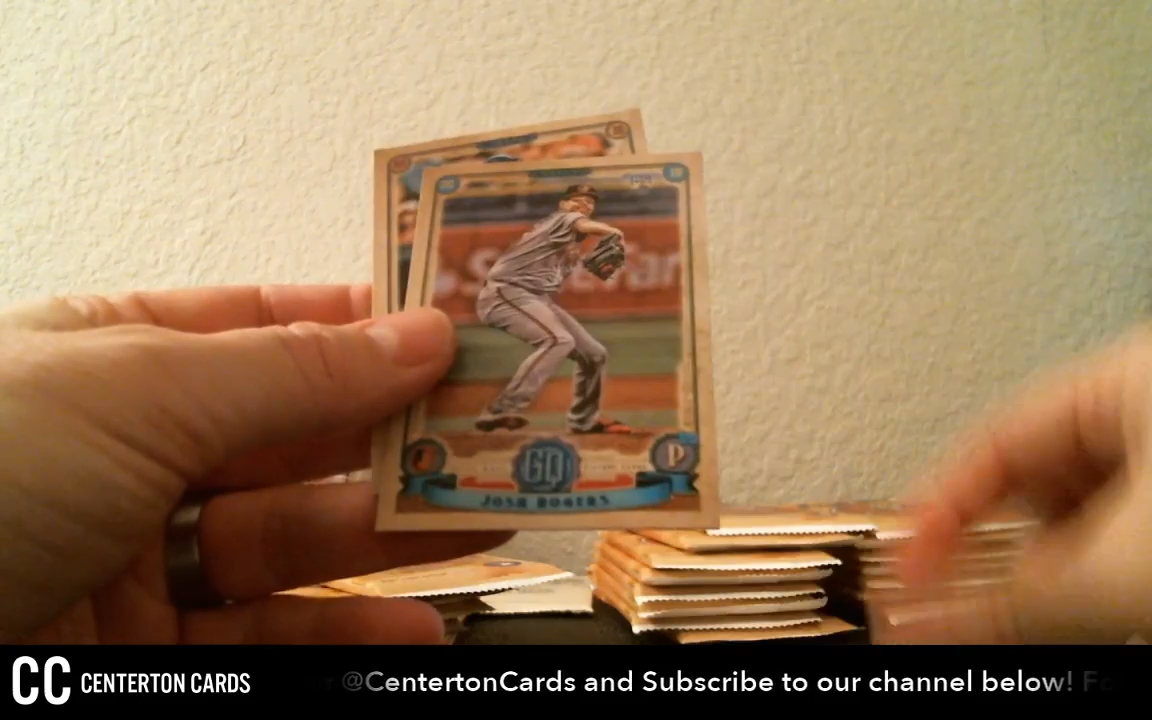 P
GQ
JOSH ROGERS
CC CENTERTON CARDS
@CentertonCards and Subscribe to our channel below!